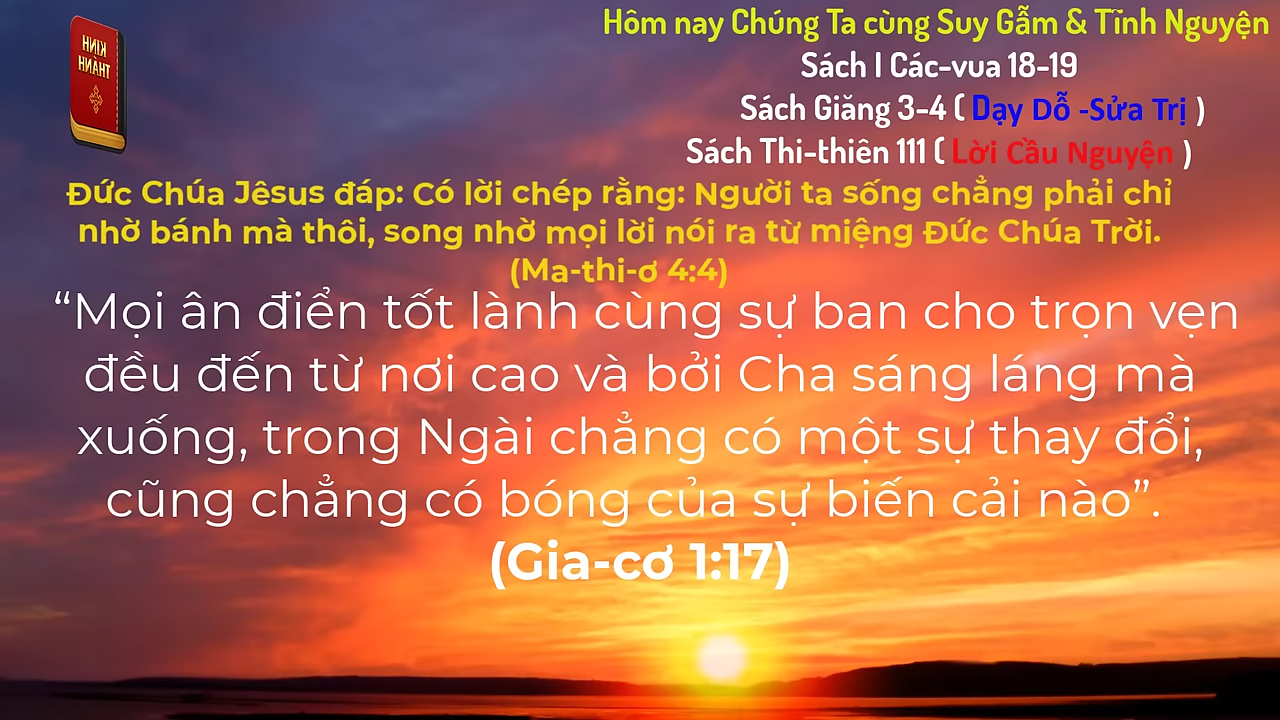 KINH
THÁNH
Hôm nay Chúng Ta cùng Suy Gẫm & Tĩnh Nguyện
Sách I Các-vua 18-19
Sách Giăng 3-4 ( Dạy Dỗ -Sửa Trị )
Sách Thi-thiên 111 ( Lời Cầu Nguyện )
Đức Chúa Jêsus đáp: Có lời chép rằng: Người ta sống chẳng phải chỉ
nhờ bánh mà thôi, song nhờ mọi lời nói ra từ miệng Đức Chúa Trời.
(Ma-thi-ơ 4:4)
“Mọi ân điển tốt lành cùng sự ban cho trọn vẹn
đều đến từ nơi cao và bởi Cha sáng láng mà
xuống, trong Ngài chẳng có một sự thay đổi,
cũng chẳng có bóng của sự biến cải nào”.
(Gia-cơ 1:17)